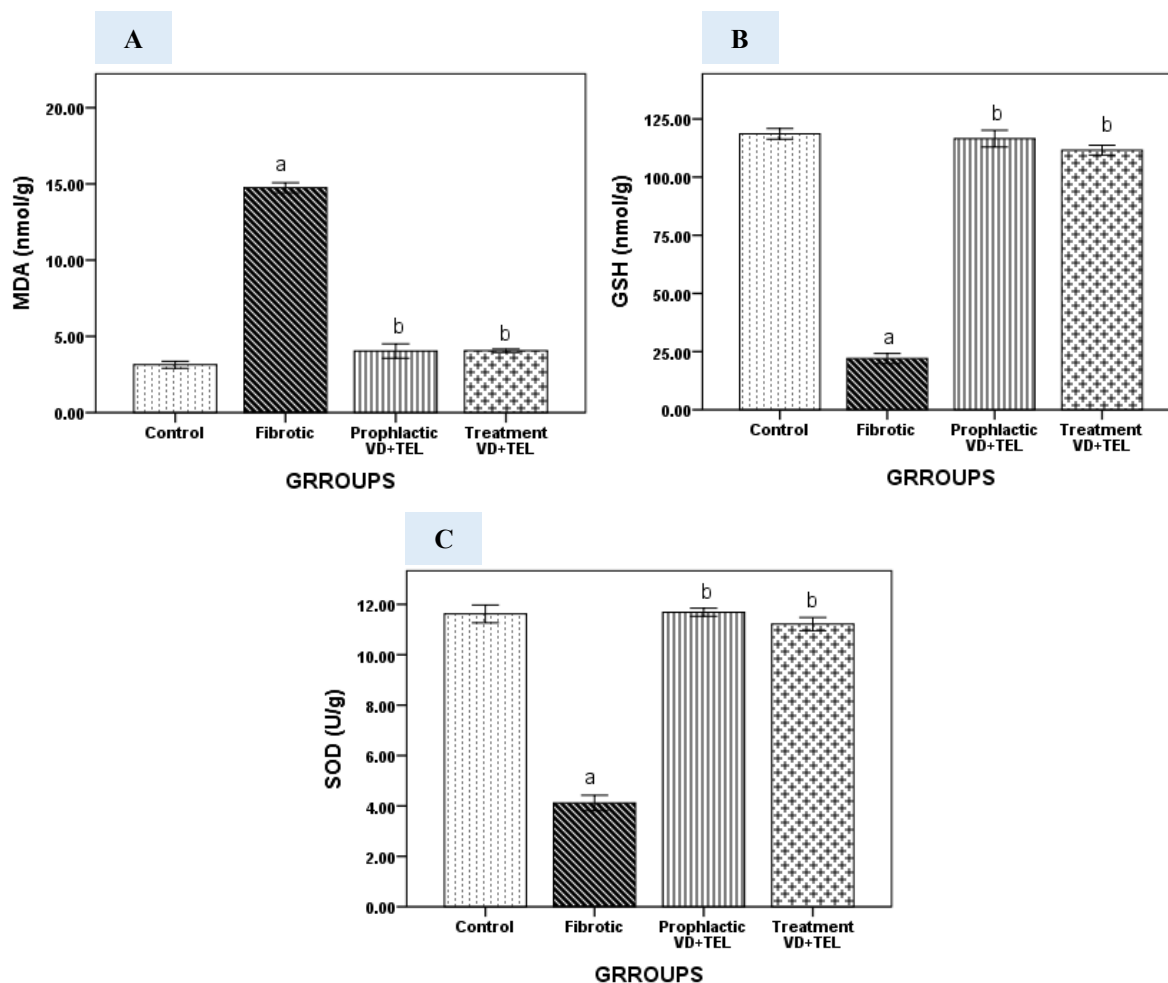 A
MDA (nmol/g)
20.00
15.00
10.00
5.00
0.00
a
b
b
Control
Fibrotic
Prophlactic
VD+TEL
Treatment
VD+TEL
GRROUPS
B
GSH (nmol/g)
125.00
100.00
75.00
50.00
25.00
0.00
a
b
b
Control
Fibrotic
Prophlactic
VD+TEL
Treatment
VD+TEL
GRROUPS
C
SOD (U/g)
12.00
10.00
8.00
6.00
4.00
2.00
0.00
a
b
b
Control
Fibrotic
Prophlactic
VD+TEL
Treatment
VD+TEL
GRROUPS